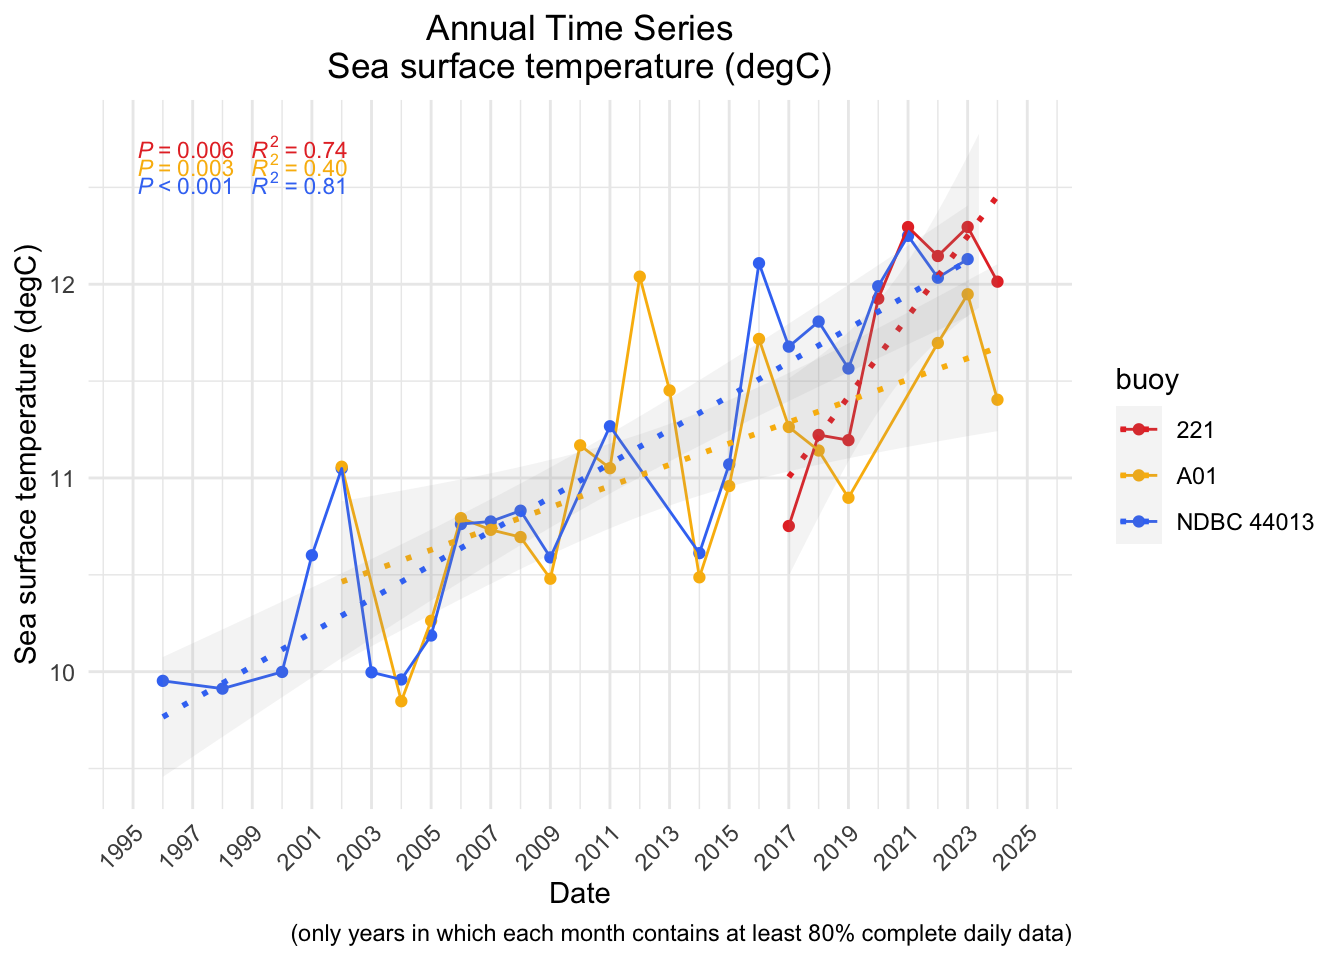 Annual Time Series
Sea surface temperature (degC)
P = 0.006 R² = 0.74
P = 0.003 R² = 0.40
P < 0.001 R² = 0.81
Sea surface temperature (degC)
12
11
10
1995 1997 1999 2001 2003 2005 2007 2009 2011 2013 2015 2017 2019 2021 2023 2025
Date
(only years in which each month contains at least 80% complete daily data)
buoy
221
A01
NDBC 44013